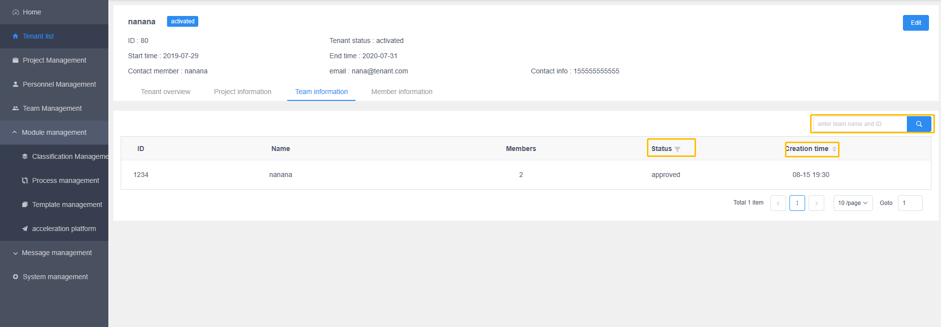 Home
Tenant list
Project Management
Personnel Management
Team Management
Module management
Classification Manageme
Process management
Template management
acceleration platform
Message management
System management
nanana activated
Edit
ID : 80 Tenant status : activated
Start time : 2019-07-29 End time : 2020-07-31
Contact member : nanana email : nana@tenant.com Contact info : 155555555555
Tenant overview Project information Team information Member information
enter team name and ID
ID Name Members Status Creation time
1234 nanana 2 approved 08-15 19:30
Total 1 item < 1 > 10 /page Goto 1